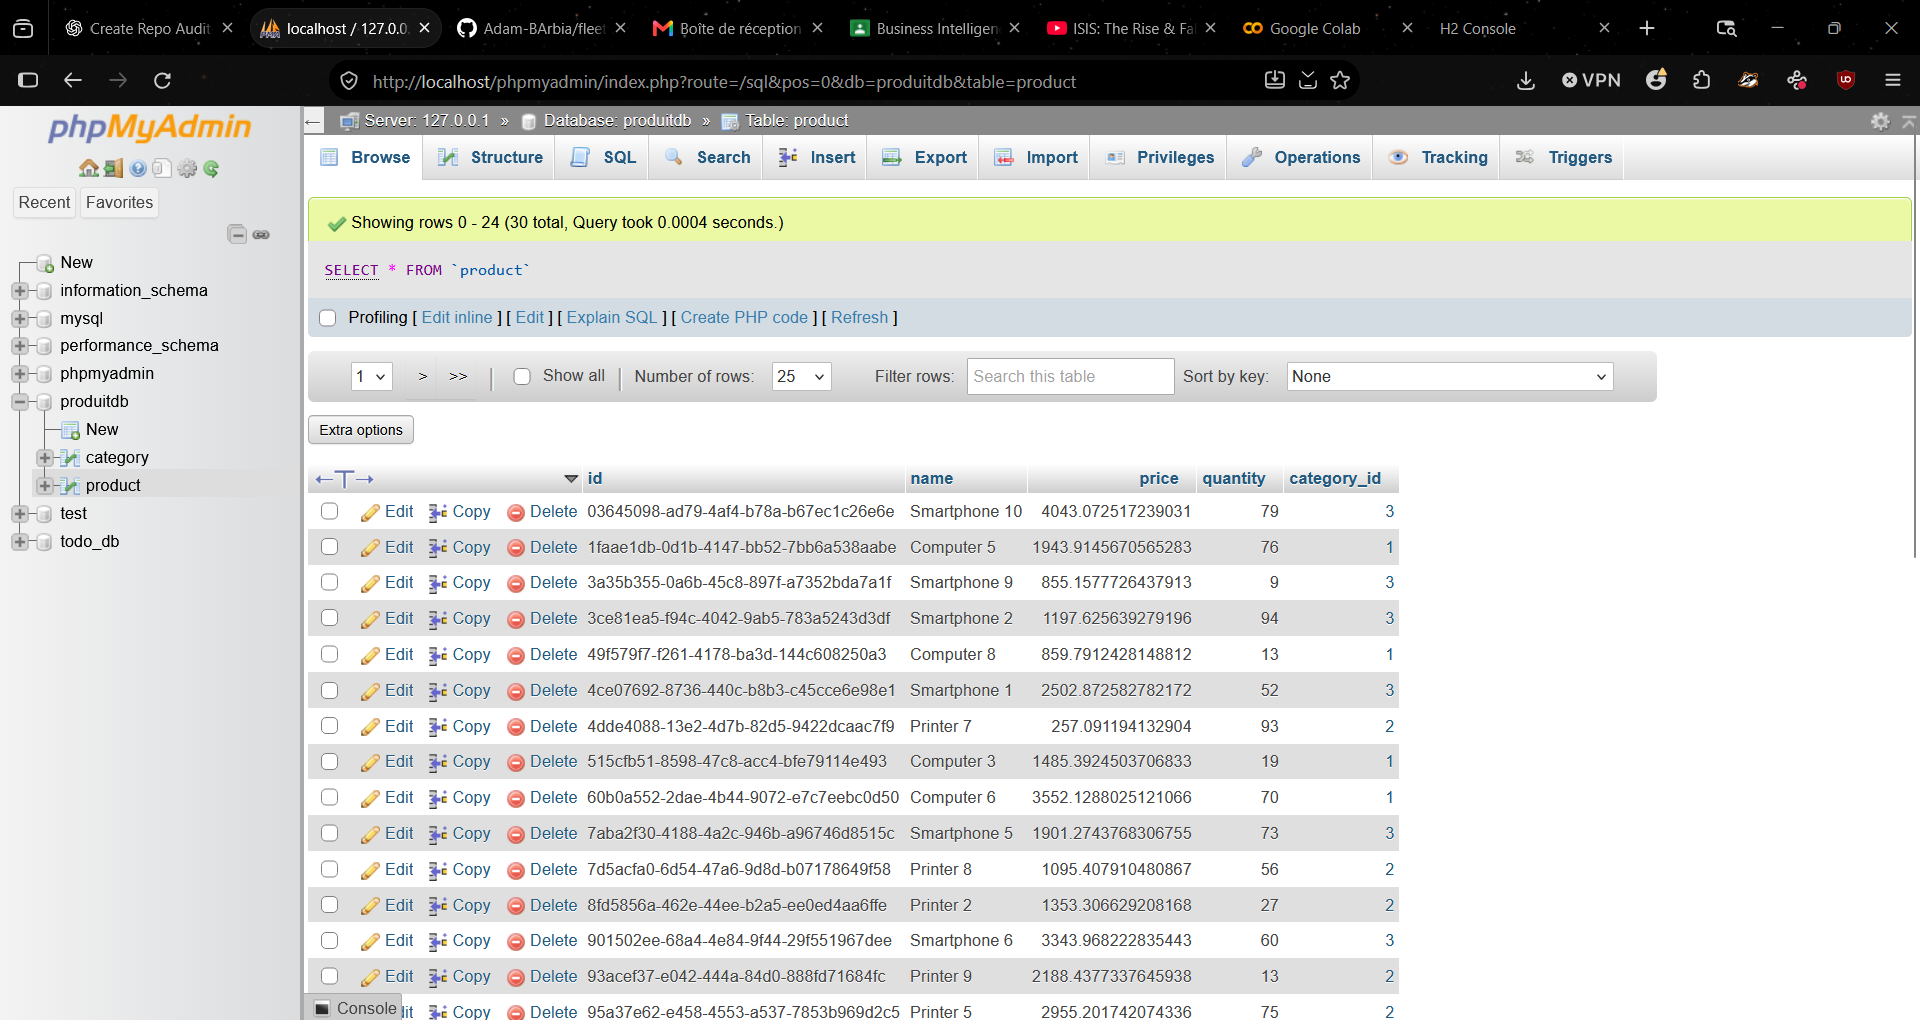 Create Repo Audit
localhost / 127.0.0.
Adam-BArbia/fleet
Boîte de réception
Business Intelligen
ISIS: The Rise & Fa
Google Colab
H2 Console
http://localhost/phpmyadmin/index.php?route=/sql&pos=0&db=produitdb&table=product
VPN
phpMyAdmin
Recent Favorites
New
information_schema
mysql
performance_schema
phpmyadmin
produitdb
New
category
product
test
todo_db
Server: 127.0.0.1 » Database: produitdb » Table: product
Browse Structure SQL Search Insert Export Import Privileges Operations Tracking Triggers
Showing rows 0 - 24 (30 total, Query took 0.0004 seconds.)
SELECT * FROM `product`
Profiling [ Edit inline ] [ Edit ] [ Explain SQL ] [ Create PHP code ] [ Refresh ]
1 > >> | Show all | Number of rows: 25 Filter rows: Search this table Sort by key: None
Extra options
←T→ id name price quantity category_id
Edit Copy Delete 03645098-ad79-4af4-b78a-b67ec1c26e6e Smartphone 10 4043.072517239031 79 3
Edit Copy Delete 1faae1db-0d1b-4147-bb52-7bb6a538aabe Computer 5 1943.9145670565283 76 1
Edit Copy Delete 3a35b355-0a6b-45c8-897f-a7352bda7a1f Smartphone 9 855.1577726437913 9 3
Edit Copy Delete 3ce81ea5-f94c-4042-9ab5-783a5243d3df Smartphone 2 1197.625639279196 94 3
Edit Copy Delete 49f579f7-f261-4178-ba3d-144c608250a3 Computer 8 859.7912428148812 13 1
Edit Copy Delete 4ce07692-8736-440c-b8b3-c45cce6e98e1 Smartphone 1 2502.872582782172 52 3
Edit Copy Delete 4dde4088-13e2-4d7b-82d5-9422dcaac7f9 Printer 7 257.091194132904 93 2
Edit Copy Delete 515cfb51-8598-47c8-acc4-bfe79114e493 Computer 3 1485.3924503706833 19 1
Edit Copy Delete 60b0a552-2dae-4b44-9072-e7c7eebc0d50 Computer 6 3552.1288025121066 70 1
Edit Copy Delete 7aba2f30-4188-4a2c-946b-a96746d8515c Smartphone 5 1901.2743768306755 73 3
Edit Copy Delete 7d5acfa0-6d54-47a6-9d8d-b07178649f58 Printer 8 1095.407910480867 56 2
Edit Copy Delete 8fd5856a-462e-44ee-b2a5-ee0ed4aa6ffe Printer 2 1353.306629208168 27 2
Edit Copy Delete 901502ee-68a4-4e84-9f44-29f551967dee Smartphone 6 3343.968222835443 60 3
Edit Copy Delete 93acef37-e042-444a-84d0-888fd71684fc Printer 9 2188.4377337645938 13 2
Console it Copy Delete 95a37e62-e458-4553-a537-7853b969d2c5 Printer 5 2955.201742074336 75 2